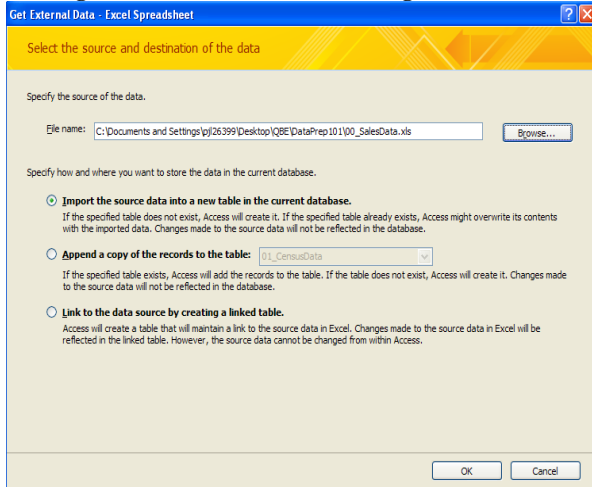 Get External Data - Excel Spreadsheet
Select the source and destination of the data
Specify the source of the data.
File name: C:\Documents and Settings\pjl26399\Desktop\QBE\DataPrep101\00_SalesData.xls Browse...
Specify how and where you want to store the data in the current database.
Import the source data into a new table in the current database.
If the specified table does not exist, Access will create it. If the specified table already exists, Access might overwrite its contents
with the imported data. Changes made to the source data will not be reflected in the database.
Append a copy of the records to the table: 01_CensusData
If the specified table exists, Access will add the records to the table. If the table does not exist, Access will create it. Changes made
to the source data will not be reflected in the database.
Link to the data source by creating a linked table.
Access will create a table that will maintain a link to the source data in Excel. Changes made to the source data in Excel will be
reflected in the linked table. However, the source data cannot be changed from within Access.
OK Cancel